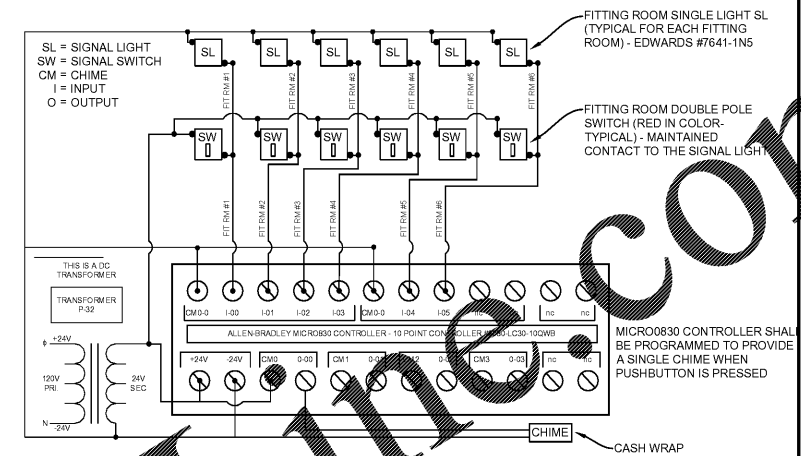 FITTING ROOM SINGLE LIGHT SL
(TYPICAL FOR EACH FITTING
ROOM) - EDWARDS #7641-1N5
SL = SIGNAL LIGHT
SW = SIGNAL SWITCH
CM = CHIME
I = INPUT
O = OUTPUT
SL
SL
SL
SL
SL
SL
FIT RM #1
FIT RM #2
FIT RM #3
FIT RM #4
FIT RM #5
FIT RM #6
FITTING ROOM DOUBLE POLE
SWITCH (RED IN COLOR-
TYPICAL) - MAINTAINED
CONTACT TO THE SIGNAL LIGHT
SW
SW
SW
SW
SW
SW
FIT RM #1
FIT RM #2
FIT RM #3
FIT RM #4
FIT RM #5
FIT RM #6
THIS IS A DC
TRANSFORMER
TRANSFORMER
P-32
CM0-0
I-00
I-01
I-02
I-03
CM0-0
I-04
I-05
nc
nc
ALLEN-BRADLEY MICRO830 CONTROLLER - 10 POINT CONTROLLER
LC30-10QWB
MICRO0830 CONTROLLER SHALL
BE PROGRAMMED TO PROVIDE
A SINGLE CHIME WHEN
PUSHBUTTON IS PRESSED
+24V
-24V
CM0
0-00
CM1
CM3
0-03
nc
nc
+24V
120V
PRI.
24V
SEC
N
-24V
CHIME
CASH WRAP
ne.com